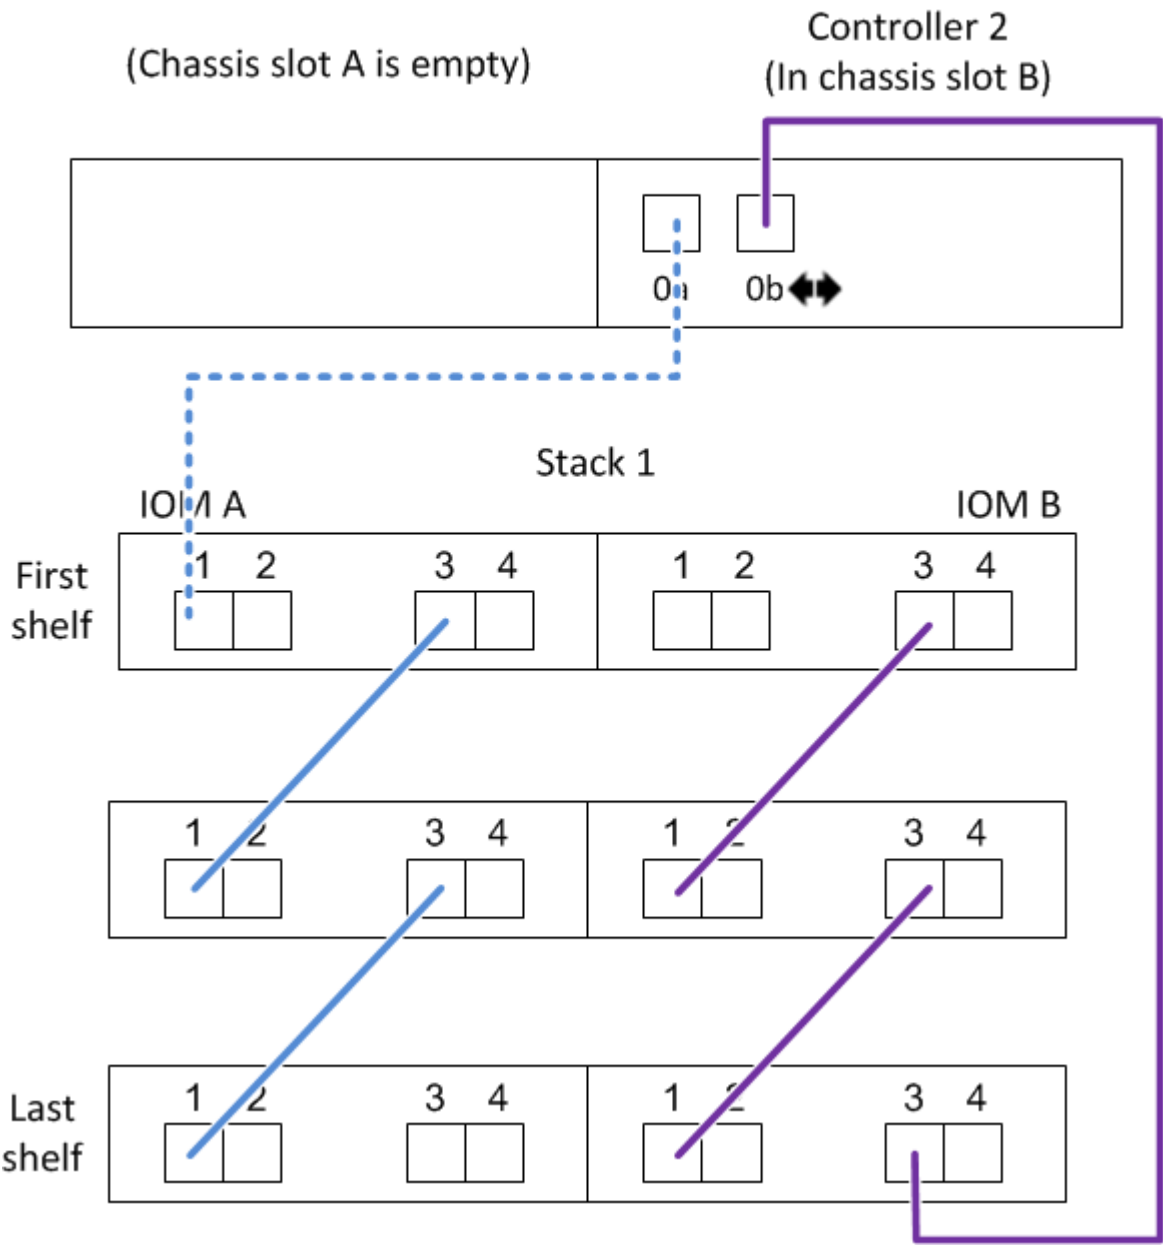 (Chassis slot A is empty)
Controller 2
(In chassis slot B)
0a 0b
Stack 1
IOM A IOM B
First
shelf
1 2 3 4 1 2 3 4
1 2 3 4 1 2 3 4
Last
shelf
1 2 3 4 1 2 3 4